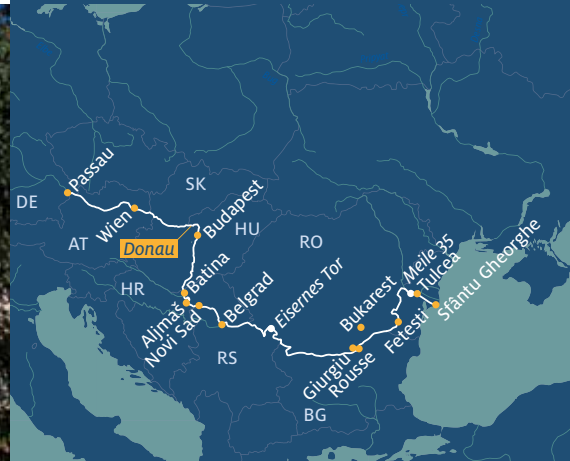 Passau
DE
SK
Wien
Budapest
HU
AT
Donau
RO
Meile 35
Tulcea
Sfântu Gheorghe
Batina
HR
Belgrad
Eisernes Tor
Bukarest
Aljmaš
Novi Sad
Fetesti
RS
Giurgiu
Rousse
BG